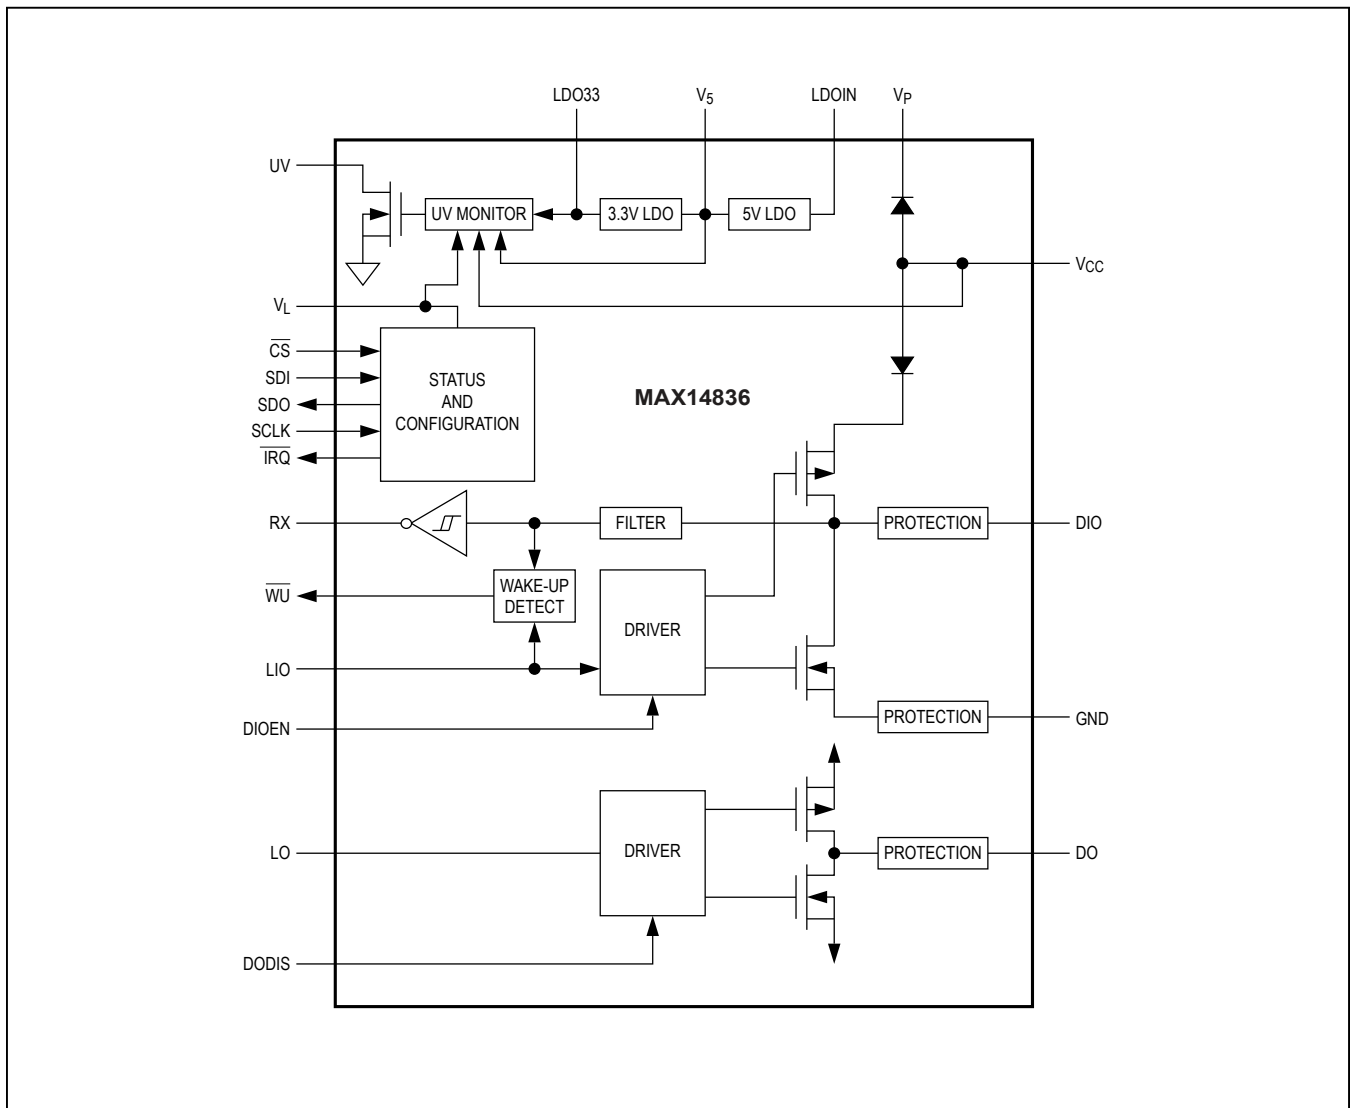 LDO33 V5 LDOIN VP
UV
UV MONITOR 3.3V LDO 5V LDO
VCC
VL
CS
SDI
SDO
SCLK
IRQ
STATUS
AND
CONFIGURATION
MAX14836
RX FILTER PROTECTION DIO
WU
WAKE-UP
DETECT
DRIVER
LIO
DIOEN
PROTECTION GND
LO DRIVER PROTECTION DO
DODIS